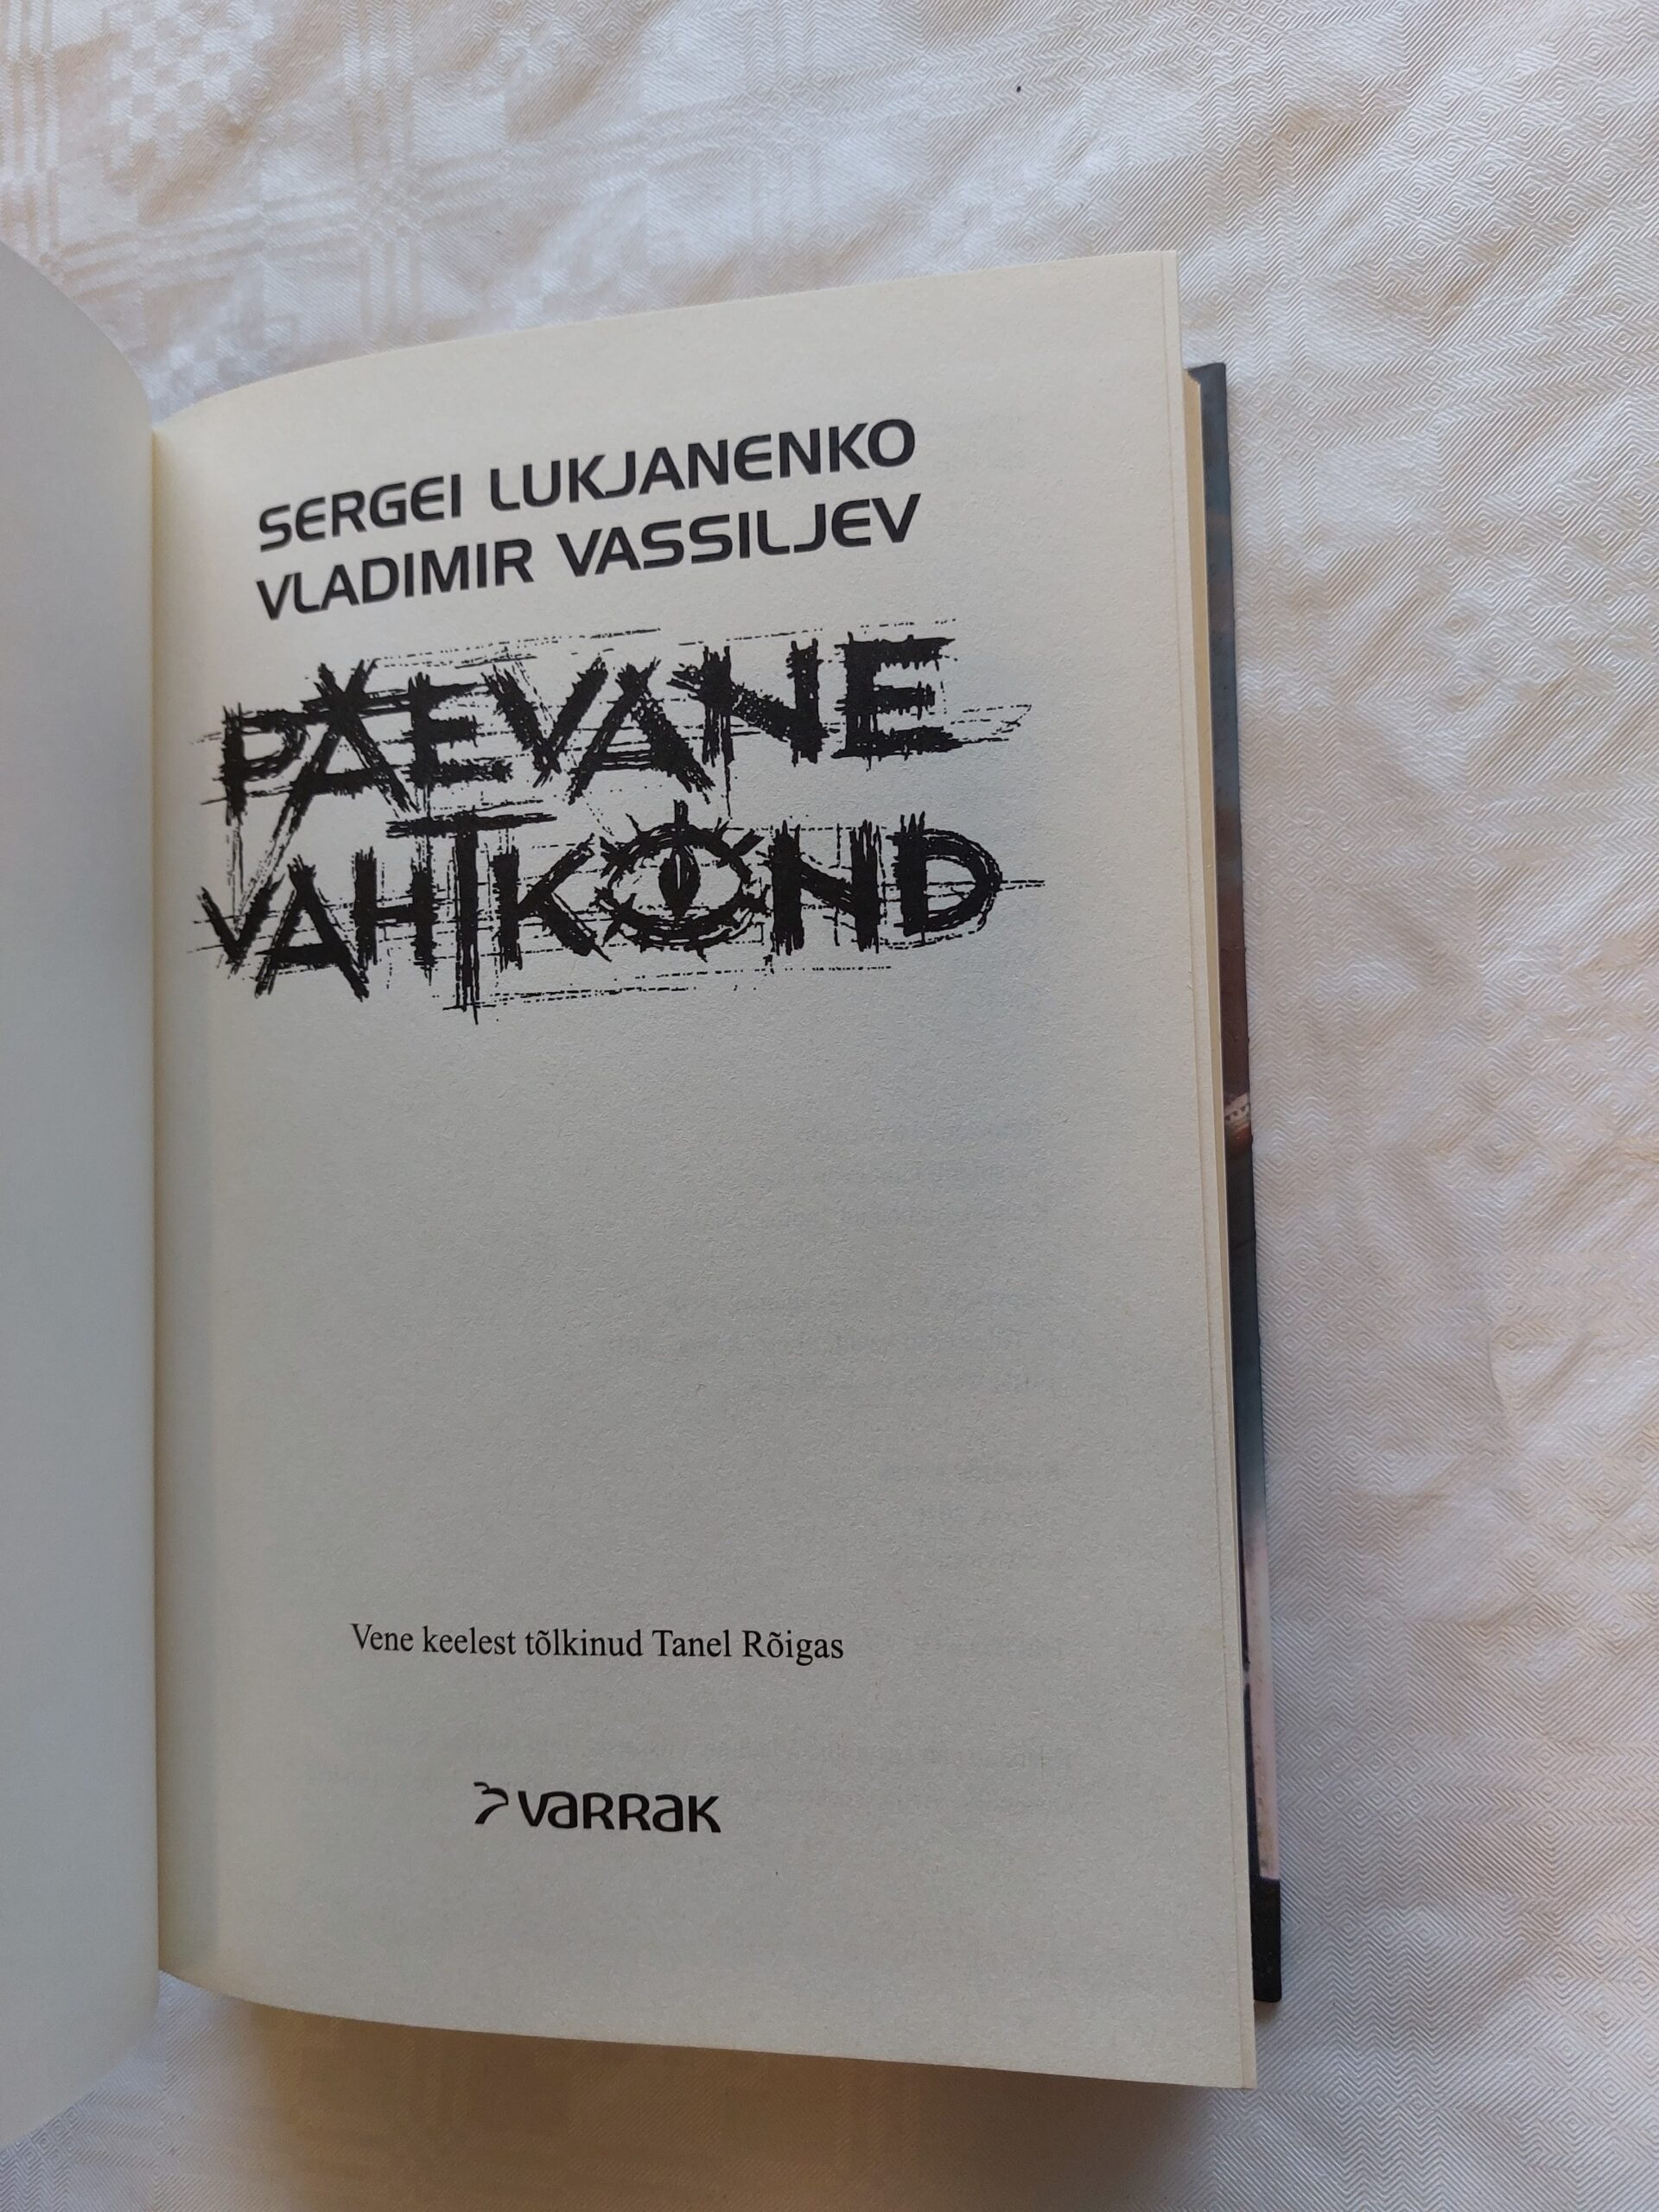 SERGEI LUKJANENKO
VLADIMIR VASSILJEV
PÄEVANE
VAHTKOND
Vene keelest tõlkinud Tanel Rõigas
VARRAK